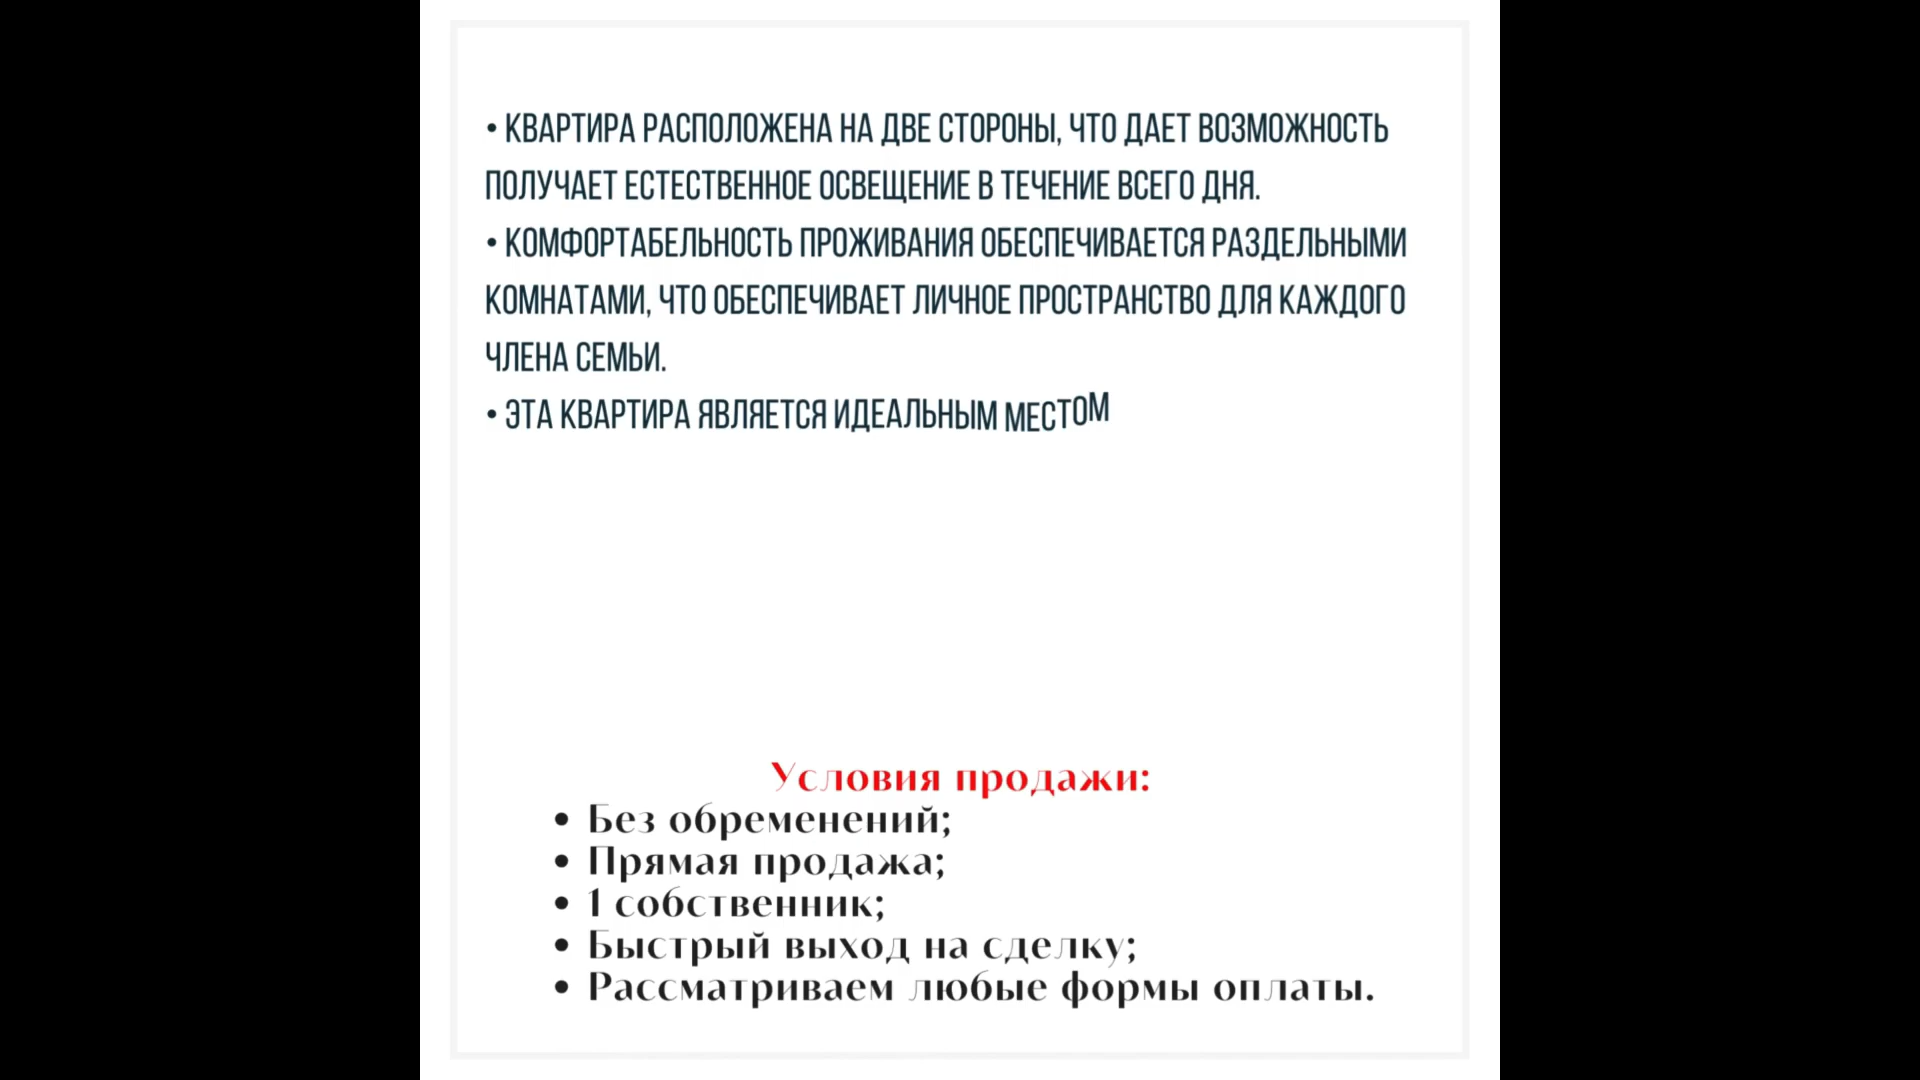 • КВАРТИРА РАСПОЛОЖЕНА НА ДВЕ СТОРОНЫ, ЧТО ДАЕТ ВОЗМОЖНОСТЬ
ПОЛУЧАЕТ ЕСТЕСТВЕННОЕ ОСВЕЩЕНИЕ В ТЕЧЕНИЕ ВСЕГО ДНЯ.
• КОМФОРТАБЕЛЬНОСТЬ ПРОЖИВАНИЯ ОБЕСПЕЧИВАЕТСЯ РАЗДЕЛЬНЫМИ
КОМНАТАМИ, ЧТО ОБЕСПЕЧИВАЕТ ЛИЧНОЕ ПРОСТРАНСТВО ДЛЯ КАЖДОГО
ЧЛЕНА СЕМЬИ.
• ЭТА КВАРТИРА ЯВЛЯЕТСЯ ИДЕАЛЬНЫМ МЕСТОМ
Условия продажи:
• Без обременений;
• Прямая продажа;
• 1 собственник;
• Быстрый выход на сделку;
• Рассматриваем любые формы оплаты.